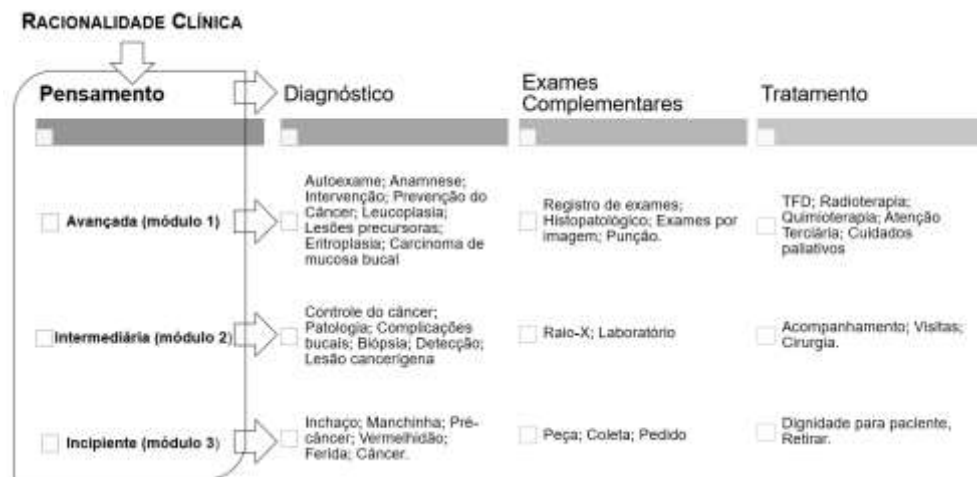 RACIONALIDADE CLÍNICA
Pensamento
Diagnóstico
Exames
Complementares
Tratamento
Avançada (módulo 1)
Autoexame; Anamnese;
Intervenção; Prevenção do
Câncer; Leucoplasia;
Lesões precursoras;
Eritroplasia; Carcinoma de
mucosa bucal
Registro de exames;
Histopatológico; Exames por
imagem; Punção.
TFD; Radioterapia;
Quimioterapia; Atenção
Terciária; Cuidados
paliativos
Intermediária (módulo 2)
Controle do câncer;
Patologia; Complicações
bucais; Biópsia; Detecção;
Lesão cancerígena
Raio-X; Laboratório
Acompanhamento; Visitas;
Cirurgia.
Incipiente (módulo 3)
Inchaço; Manchinha; Pré-
câncer; Vermelhidão;
Ferida; Câncer.
Peça; Coleta; Pedido
Dignidade para paciente,
Retirar.